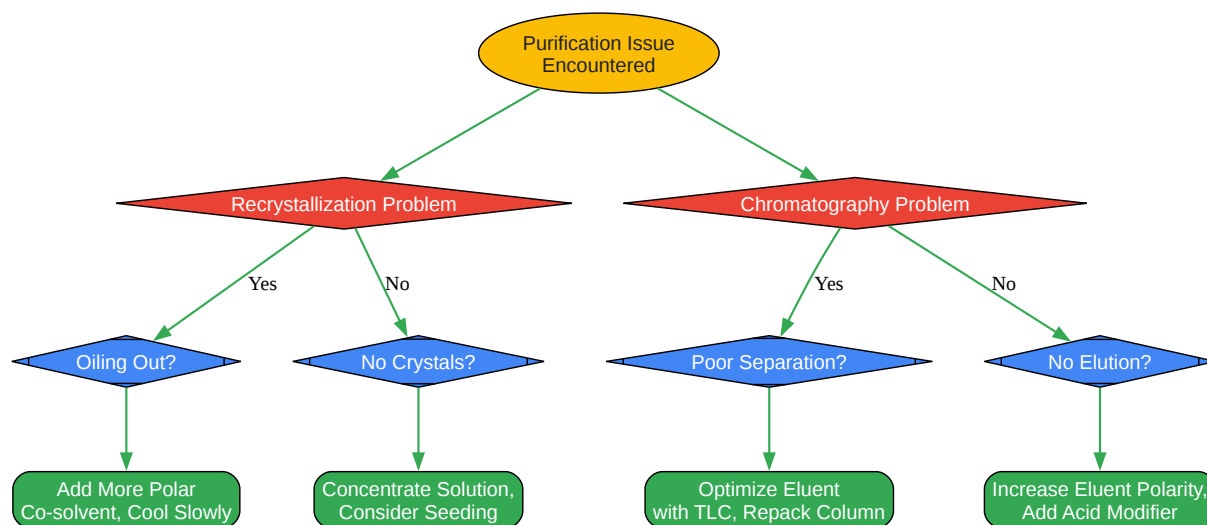 Purification Issue
Encountered
Recrystallization Problem
Chromatography Problem
Yes
No
Yes
No
Oiling Out?
No Crystals?
Poor Separation?
No Elution?
Add More Polar
Co-solvent, Cool Slowly
Concentrate Solution,
Consider Seeding
Optimize Eluent
with TLC, Repack Column
Increase Eluent Polarity,
Add Acid Modifier